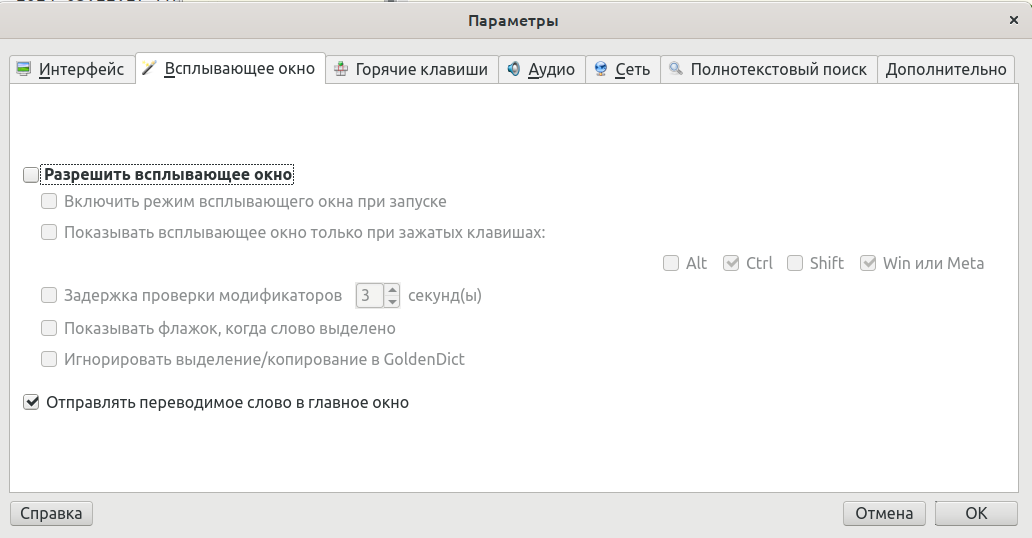 Параметры
Интерфейс Всплывающее окно Горячие клавиши Аудио Сеть Полнотекстовый поиск Дополнительно
Разрешить всплывающее окно
Включить режим всплывающего окна при запуске
Показывать всплывающее окно только при зажатых клавишах:
Alt Ctrl Shift Win или Meta
Задержка проверки модификаторов 3 секунд(ы)
Показывать флажок, когда слово выделено
Игнорировать выделение/копирование в GoldenDict
Отправлять переводимое слово в главное окно
Справка Отмена OK